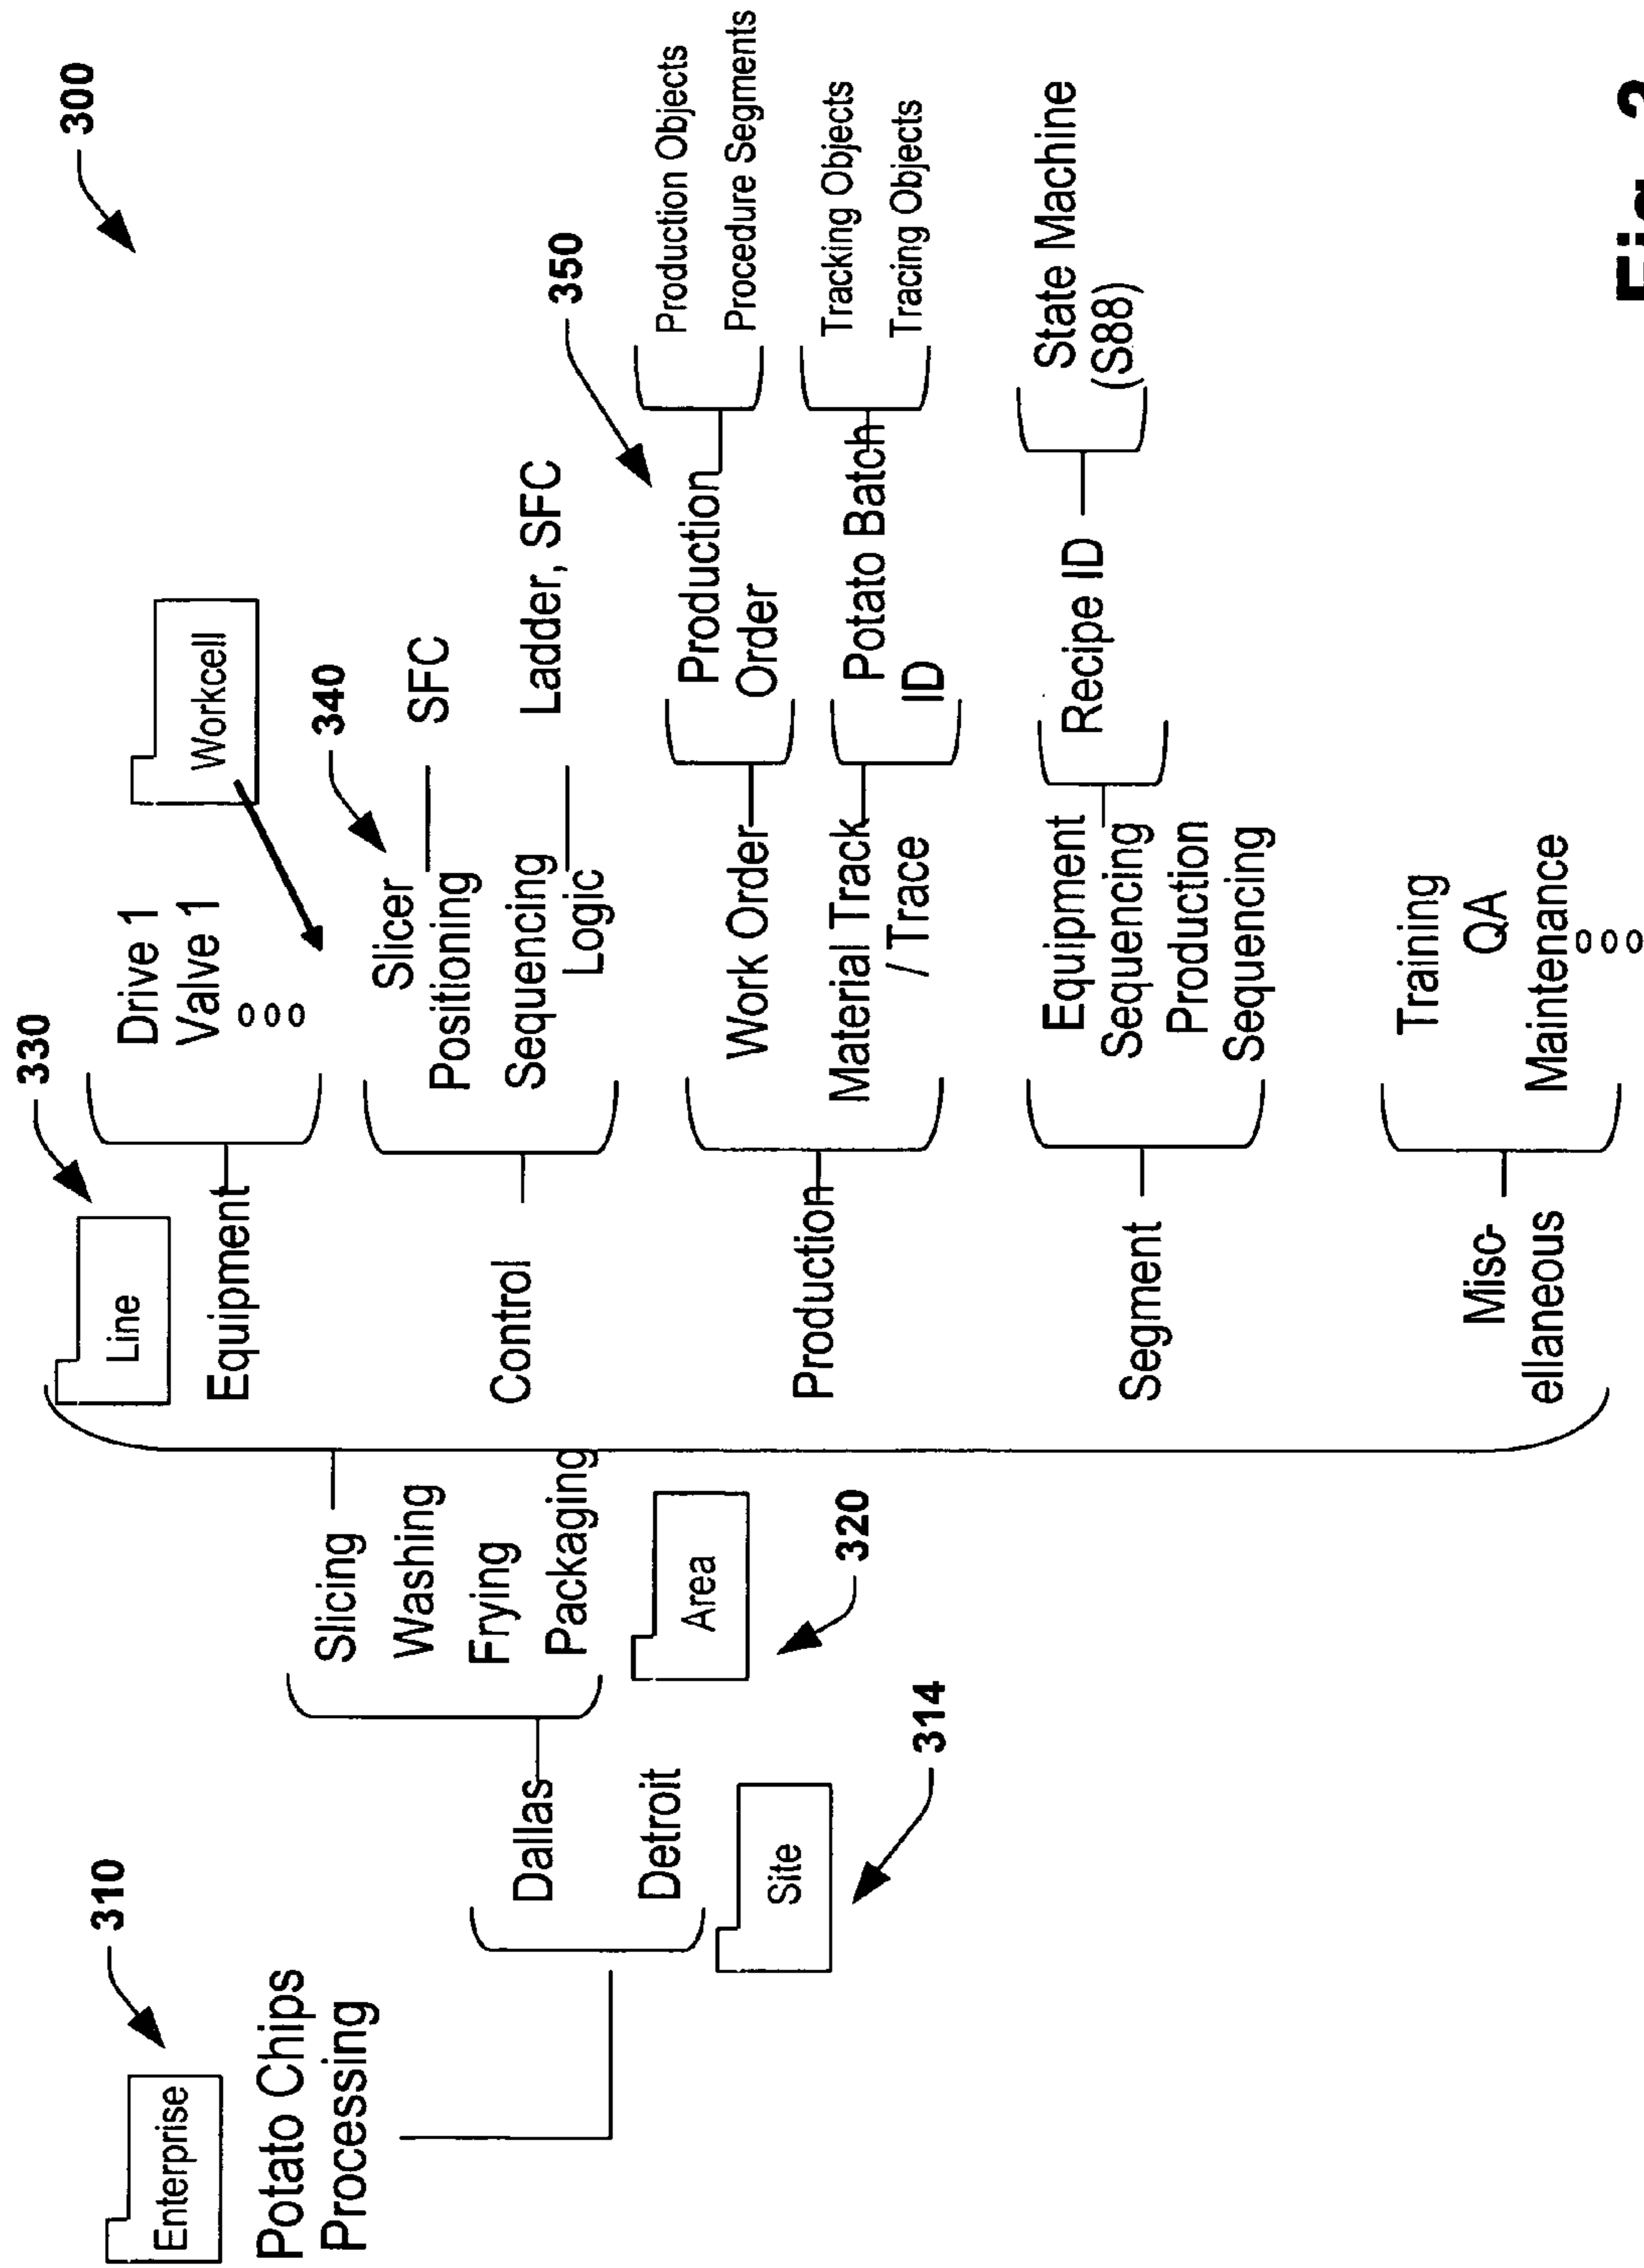 300
310
Enterprise
Potato Chips
Processing
Dallas
Detroit
Site
314
Slicing
Washing
Frying
Packaging
Area
320
330
Line
Equipment
Drive 1
Valve 1
000
Workcell
Control
340
Slicer
Positioning
SFC
Sequencing
Logic
Ladder, SFC
350
Production
Work Order
Production
Order
Production Objects
Procedure Segments
Material Track
/ Trace
Potato Batch
ID
Tracking Objects
Tracing Objects
Segment
Equipment
Sequencing
Production
Sequencing
Recipe ID
State Machine
(S88)
Misc-
ellaneous
Training
QA
Maintenance
000